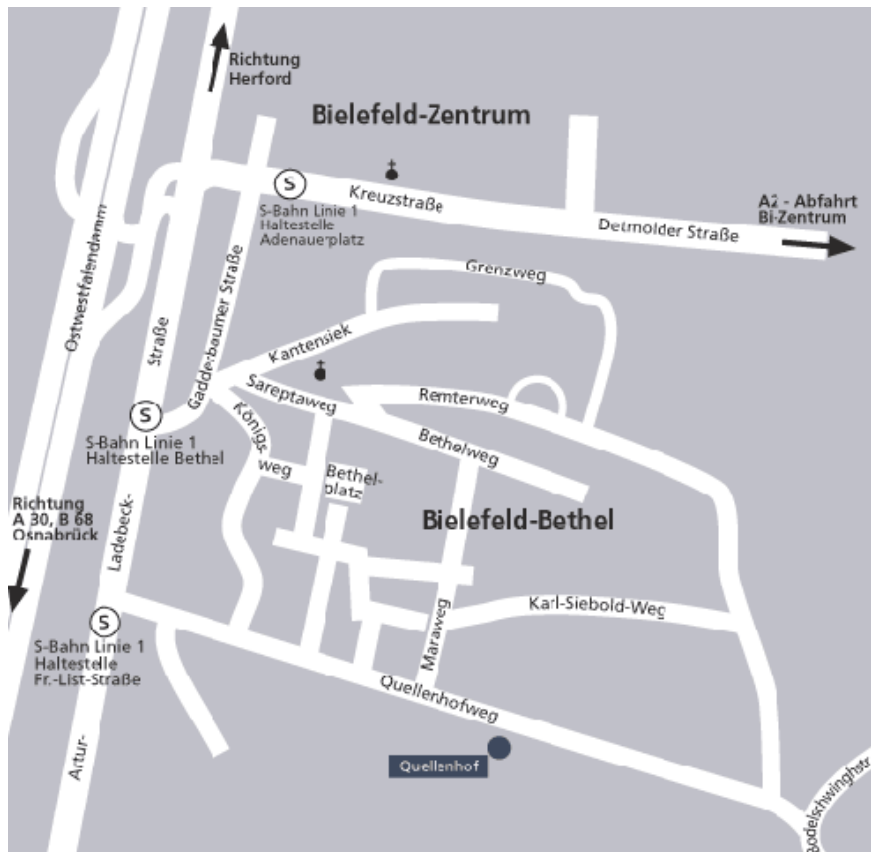 Richtung
Herford
Bielefeld-Zentrum
S
Kreuzstraße
A2 - Abfahrt
Bi-Zentrum
S-Bahn Linie 1
Haltestelle
Adenauerplatz
Detmolder Straße
Ostwestfalendamm
Grenzweg
Gadderbaumer Straße
Straße
Kantensiek
Sareptaweg
Remterweg
S
Königs-
weg
Bethelweg
S-Bahn Linie 1
Haltestelle Bethel
Bethel-
platz
Richtung
A 30, B 68
Osnabrück
Ladebeck-
Bielefeld-Bethel
Karl-Siebold-Weg
S
Maraweg
S-Bahn Linie 1
Haltestelle
Fr.-List-Straße
Quellenhofweg
Artur-
Quellenhof
Bodelschwinghstr